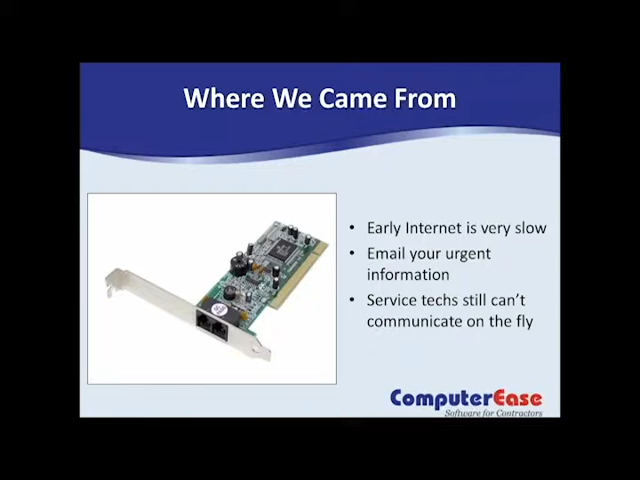 Where We Came From
• Early Internet is very slow
• Email your urgent
information
• Service techs still can't
communicate on the fly
ComputerEase
Software for Contractors